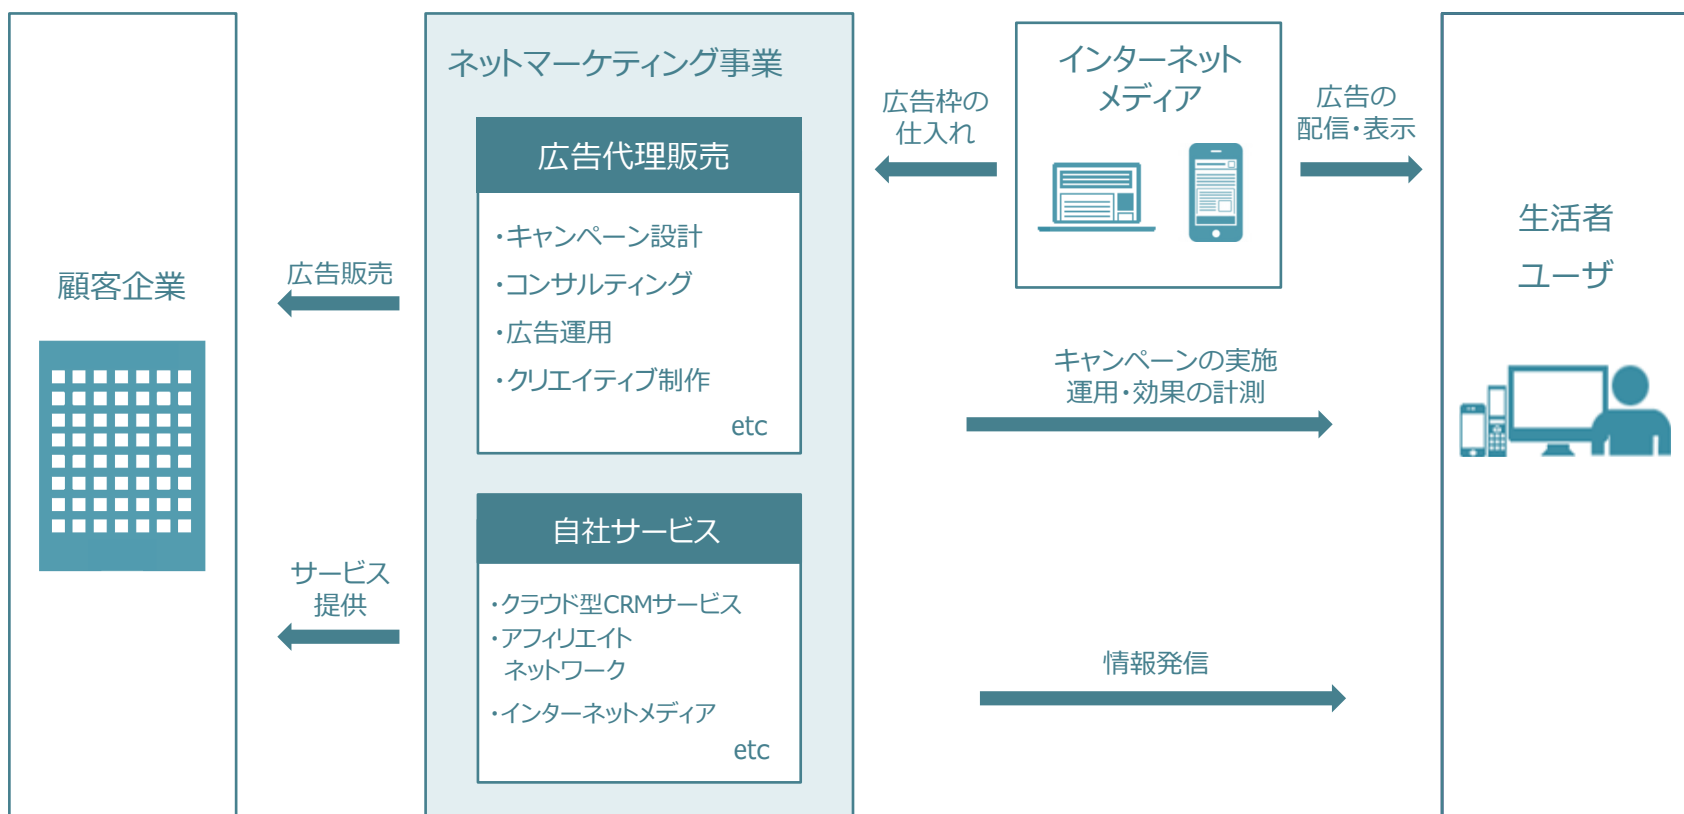 顧客企業
広告販売
サービス
提供
ネットマーケティング事業
広告代理販売
・キャンペーン設計
・コンサルティング
・広告運用
・クリエイティブ制作
etc
自社サービス
・クラウド型CRMサービス
・アフィリエイト
ネットワーク
・インターネットメディア
etc
広告枠の
仕入れ
インターネット
メディア
広告の
配信・表示
キャンペーンの実施
運用・効果の計測
情報発信
生活者
ユーザ